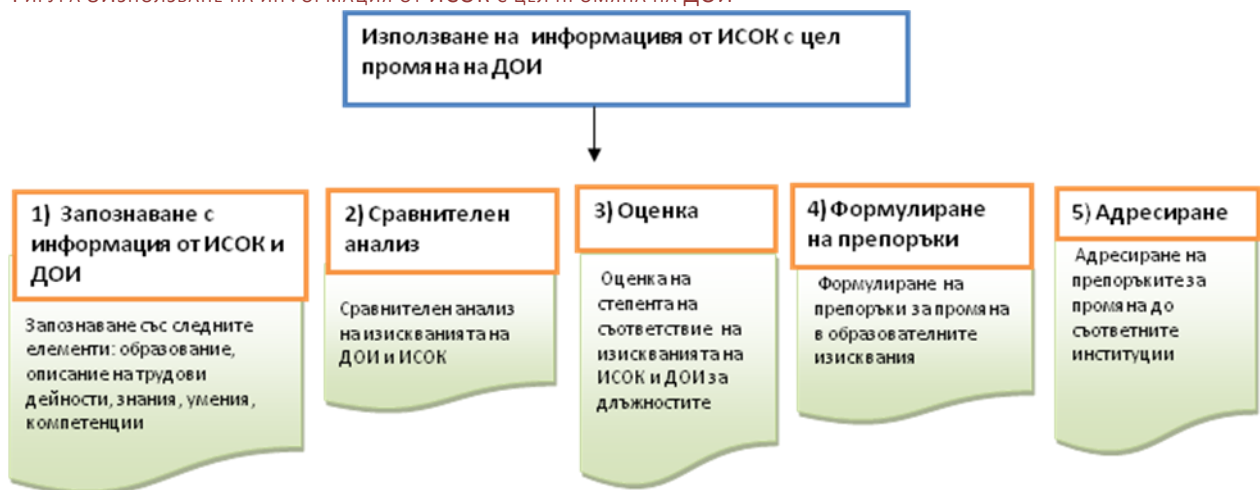 Използване на информацивя от ИСОК с цел
промяна на ДОИ
1) Запознаване с
информация от ИСОК и
ДОИ
Запознаване със следните
елементи: образование,
описание на трудови
дейности, знания, умения,
компетенции
2) Сравнителен
анализ
Сравнителен анализ
на изискванията на
ДОИ и ИСОК
3) Оценка
Оценка на
степента на
съответствие на
изискванията на
ИСОК и ДОИ за
длъжностите
4) Формулиране
на препоръки
Формулиране на
препоръки за промяна
в образователните
изисквания
5) Адресиране
Адресиране на
препоръките за
промяна до
съответните
институции